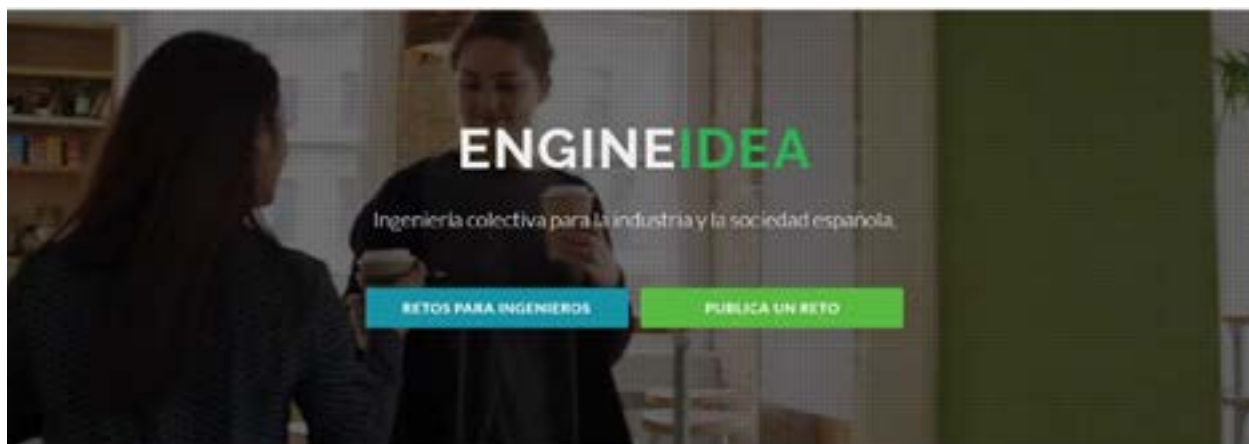 ENGINEIDEA
Ingeniería colectiva para la industria y la sociedad española.
RETOS PARA INGENIEROS
PUBLICA UN RETO